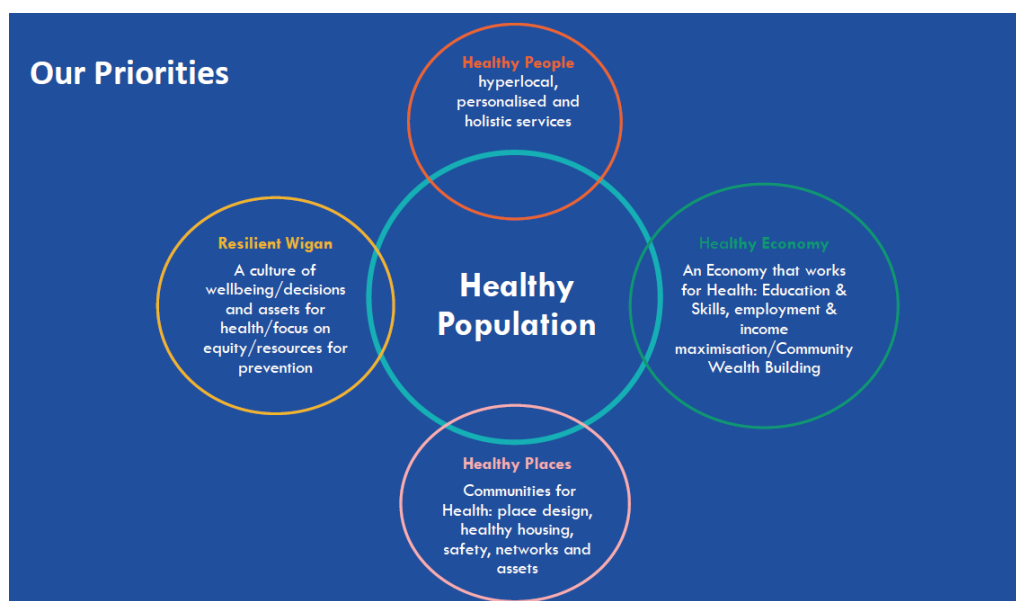 Our Priorities
Healthy People
hyperlocal,
personalised and
holistic services
Resilient Wigan
A culture of
wellbeing/decisions
and assets for
health/focus on
equity/resources for
prevention
Healthy
Population
Healthy Economy
An Economy that works
for Health: Education &
Skills, employment &
income
maximisation/Community
Wealth Building
Healthy Places
Communities for
Health: place design,
healthy housing,
safety, networks and
assets